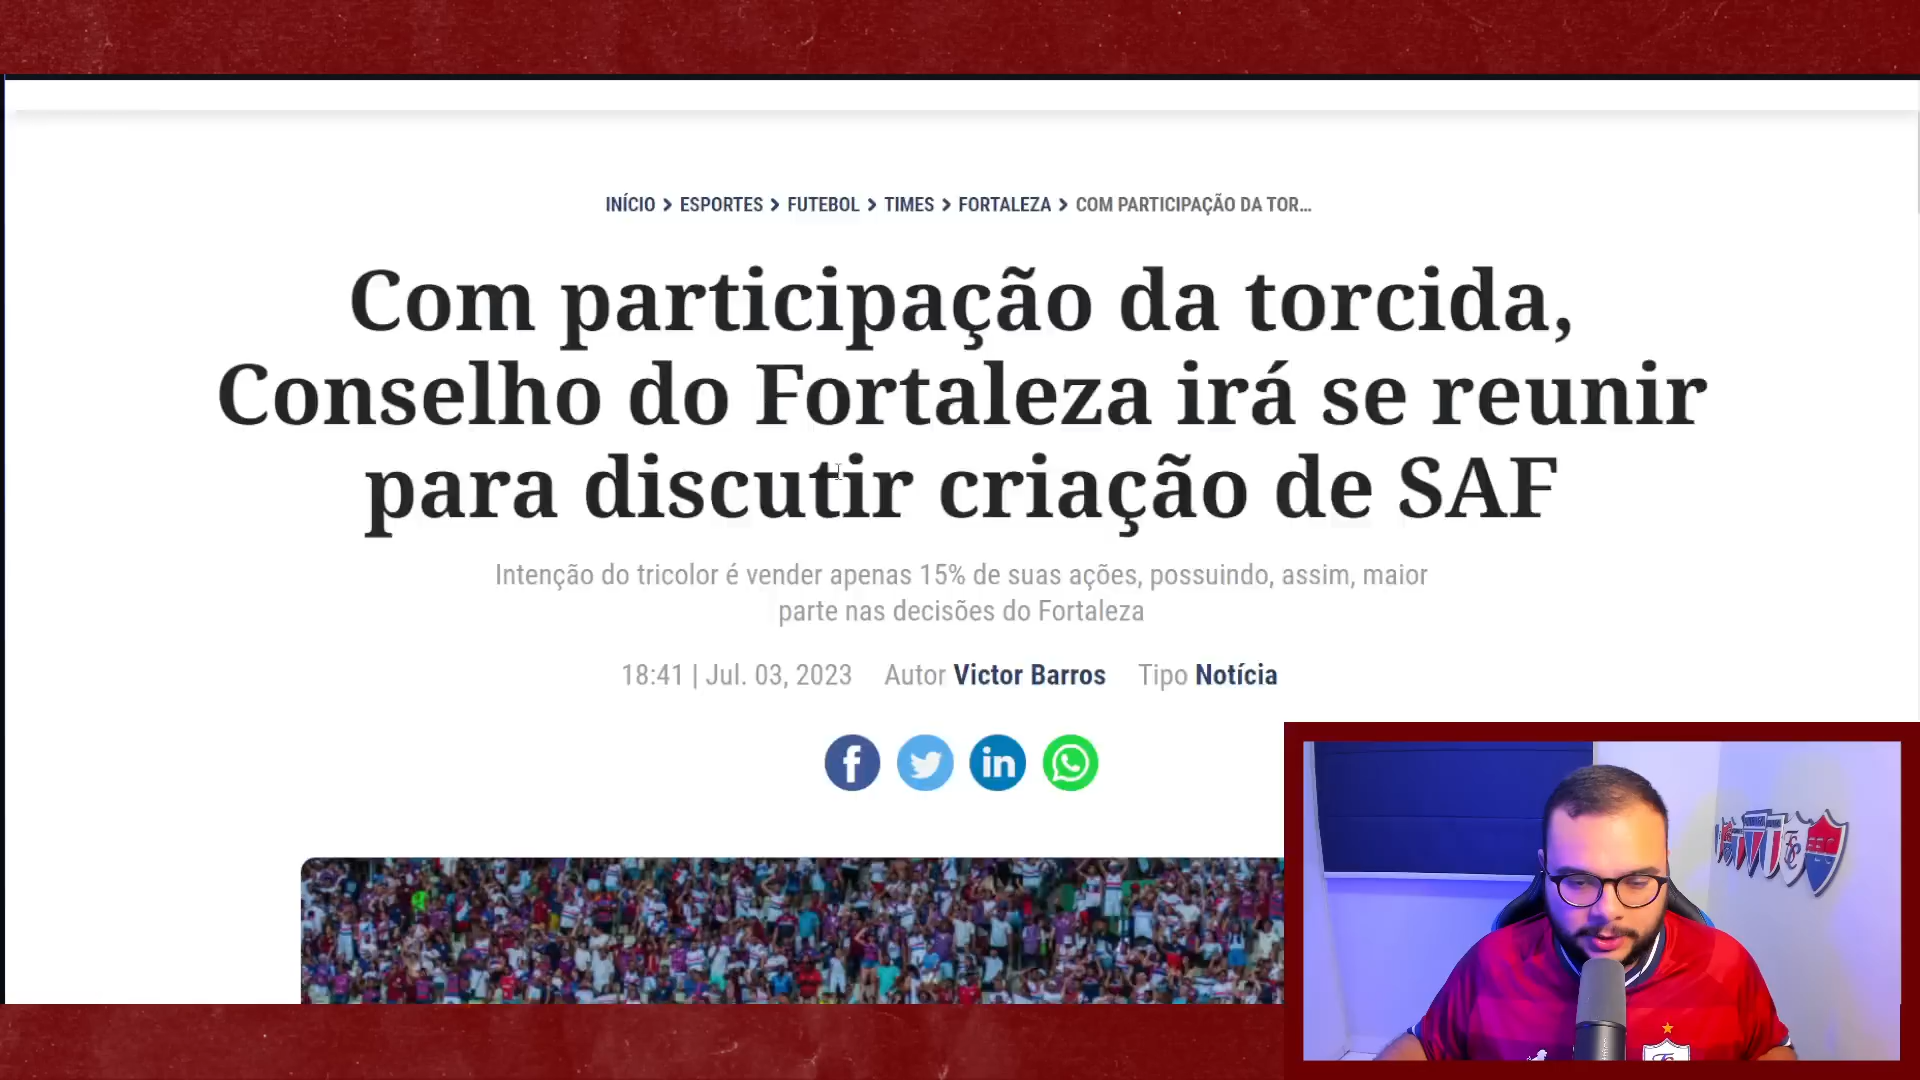 INÍCIO > ESPORTES > FUTEBOL > TIMES > FORTALEZA > COM PARTICIPAÇÃO DA TOR...
Com participação da torcida,
Conselho do Fortaleza irá se reunir
para discutir criação de SAF
Intenção do tricolor é vender apenas 15% de suas ações, possuindo, assim, maior
parte nas decisões do Fortaleza
18:41 | Jul. 03, 2023 Autor Victor Barros Tipo Notícia